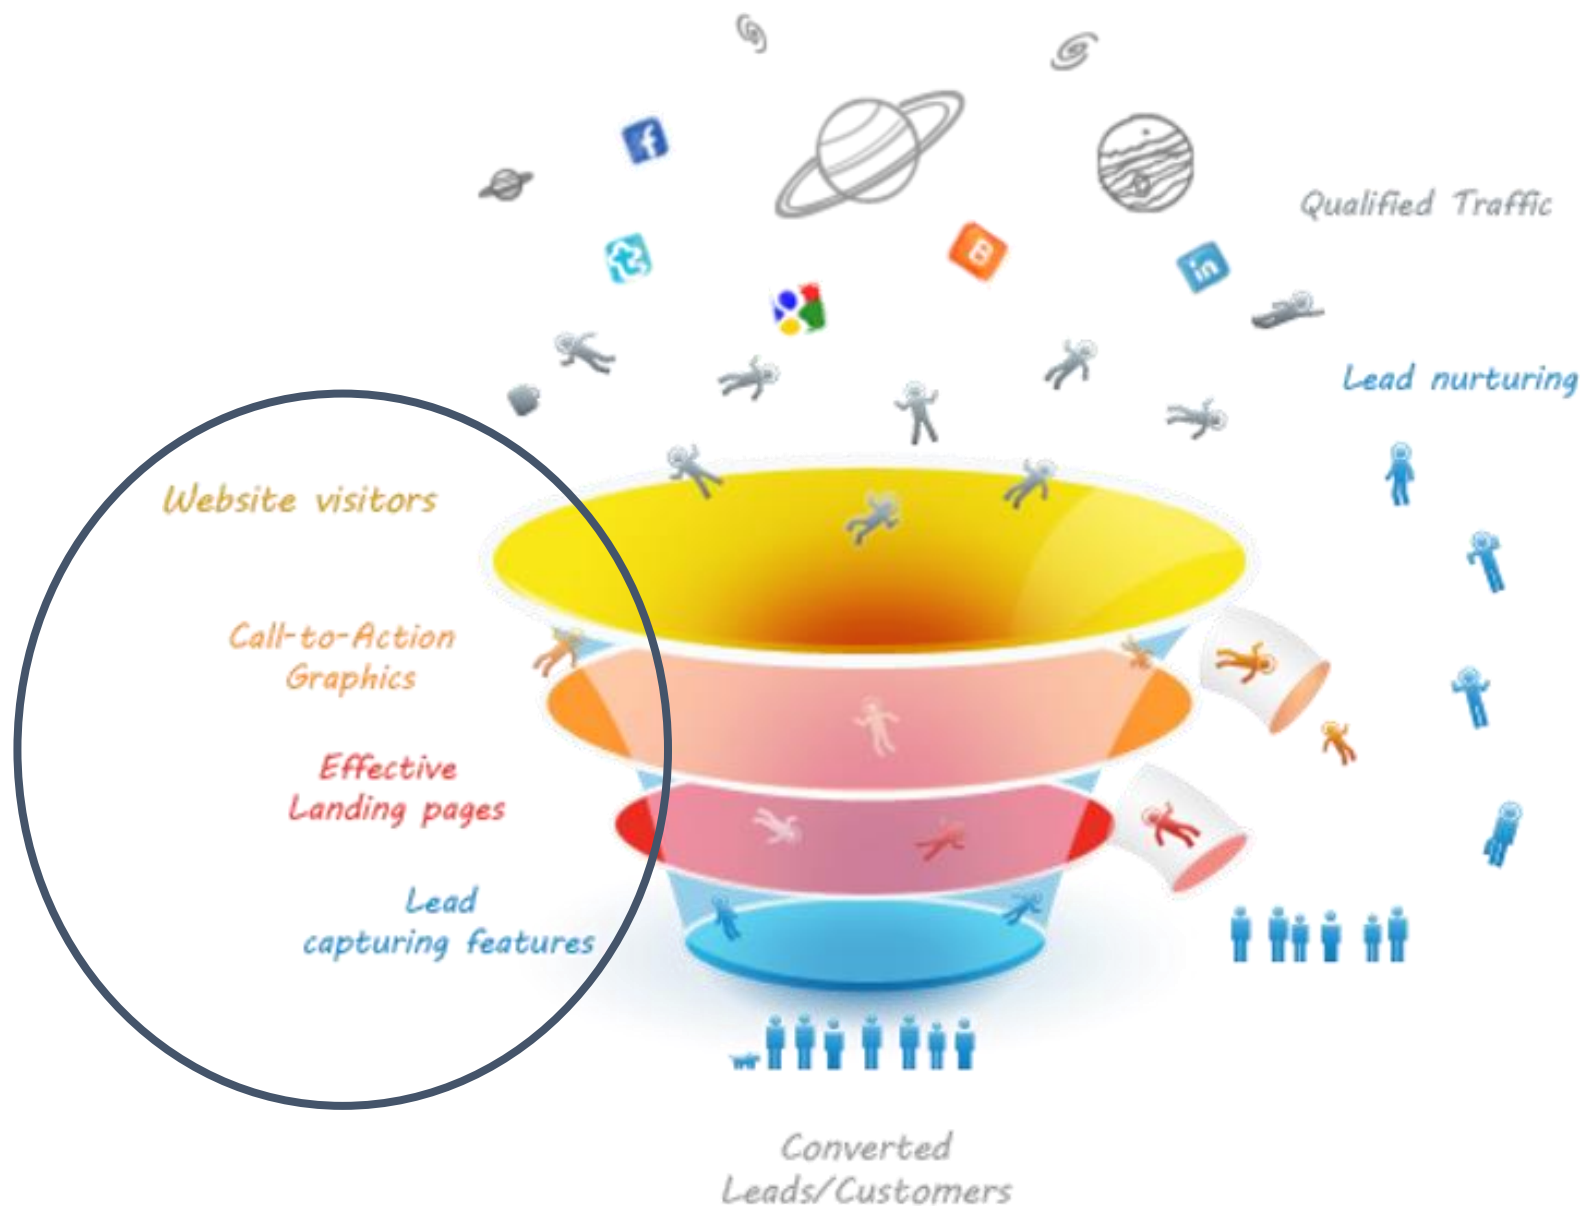 f
Qualified Traffic
t
B
in
Lead nurturing
Website visitors
Call-to-Action
Graphics
Effective
Landing pages
Lead
capturing features
Converted
Leads/Customers